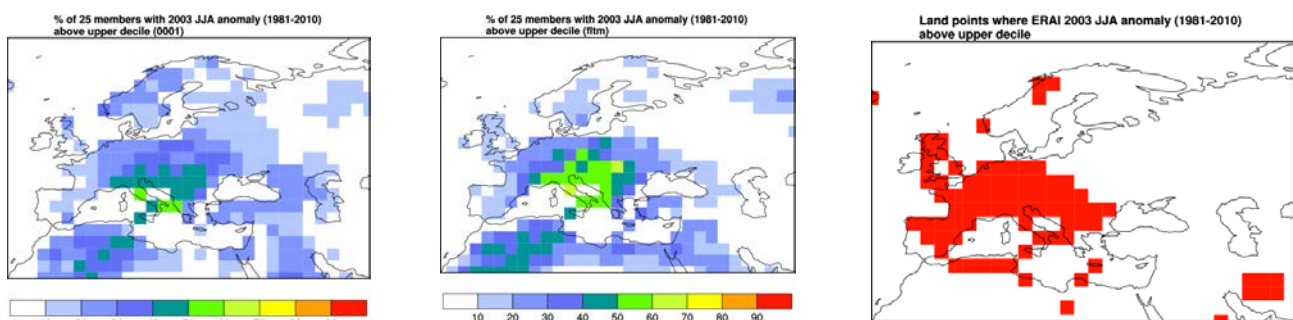 % of 25 members with 2003 JJA anomaly (1981-2010)
above upper decile (0001)
% of 25 members with 2003 JJA anomaly (1981-2010)
above upper decile (fltm)
Land points where ERAI 2003 JJA anomaly (1981-2010)
above upper decile
10 20 30 40 50 60 70 80 90